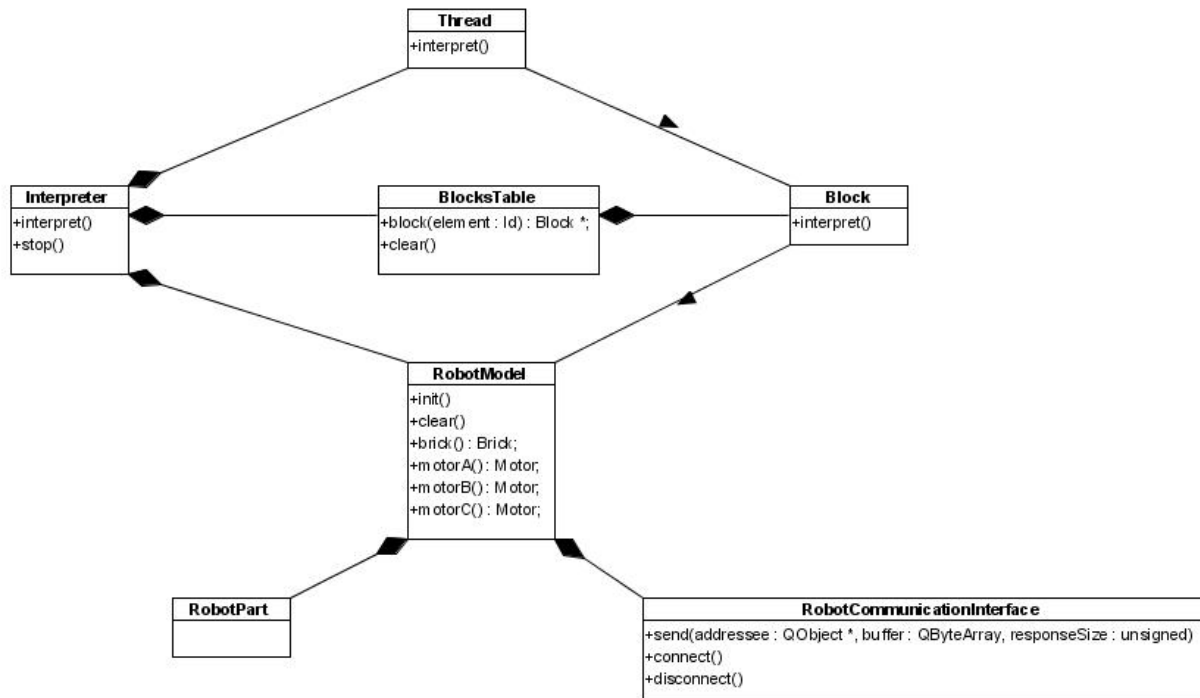 Thread
+interpret()
Interpreter
+interpret()
+stop()
BlocksTable
+block(element : Id) : Block *;
+clear()
Block
+interpret()
RobotModel
+init()
+clear()
+brick() : Brick;
+motorA() : Motor;
+motorB() : Motor;
+motorC() : Motor;
RobotPart
RobotCommunicationInterface
+send(addressee : QObject *, buffer : QByteArray, responseSize : unsigned)
+connect()
+disconnect()